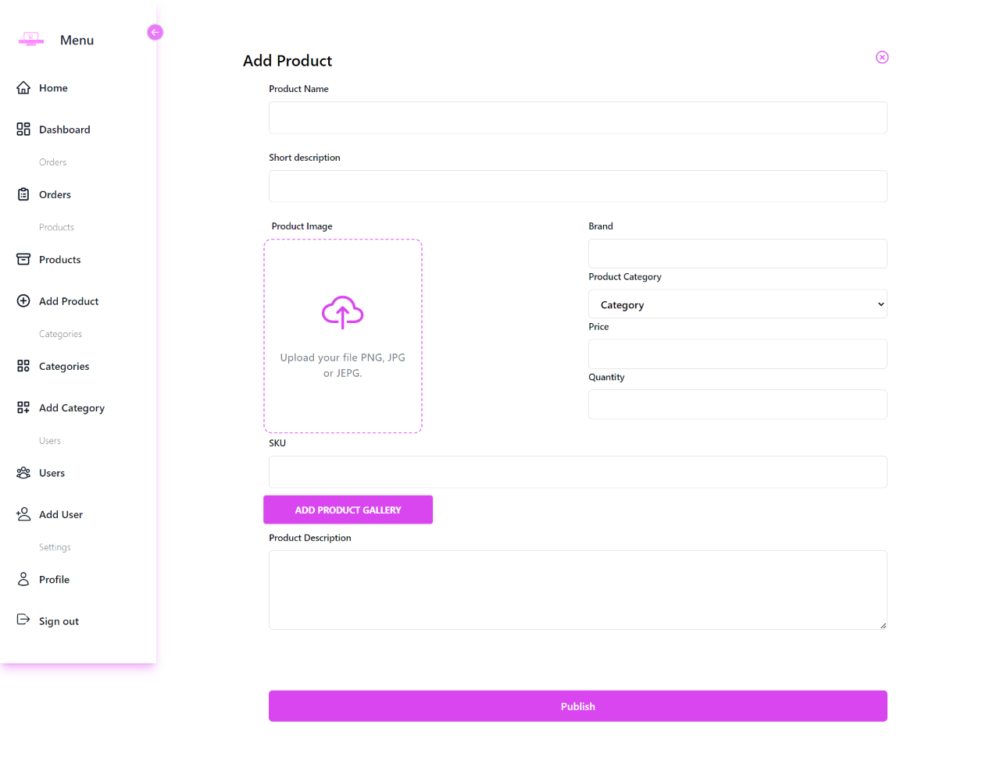 Menu
Home
Dashboard
Orders
Orders
Products
Products
Add Product
Categories
Categories
Add Category
Users
Users
Add User
Settings
Profile
Sign out
Add Product
Product Name
Short description
Product Image
Upload your file PNG, JPG
or JEPG.
Brand
Product Category
Category
Price
Quantity
SKU
ADD PRODUCT GALLERY
Product Description
Publish